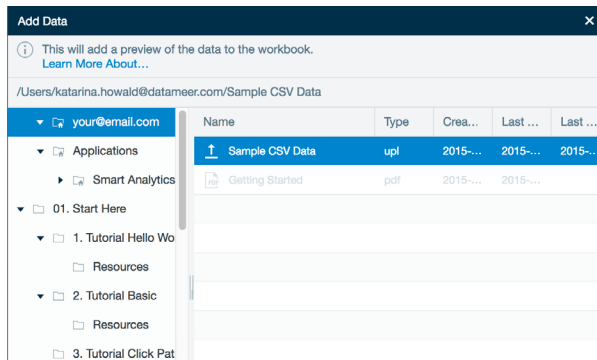 Add Data
This will add a preview of the data to the workbook.
Learn More About...
/Users/katarina.howald@datameer.com/Sample CSV Data
your@email.com
Applications
Smart Analytics
01. Start Here
1. Tutorial Hello Wo
Resources
2. Tutorial Basic
Resources
3. Tutorial Click Pat
Name Type Crea... Last ... Last ...
Sample CSV Data upl 2015-... 2015-... 2015-..
PDF Getting Started pdf 2015-... 2015-...